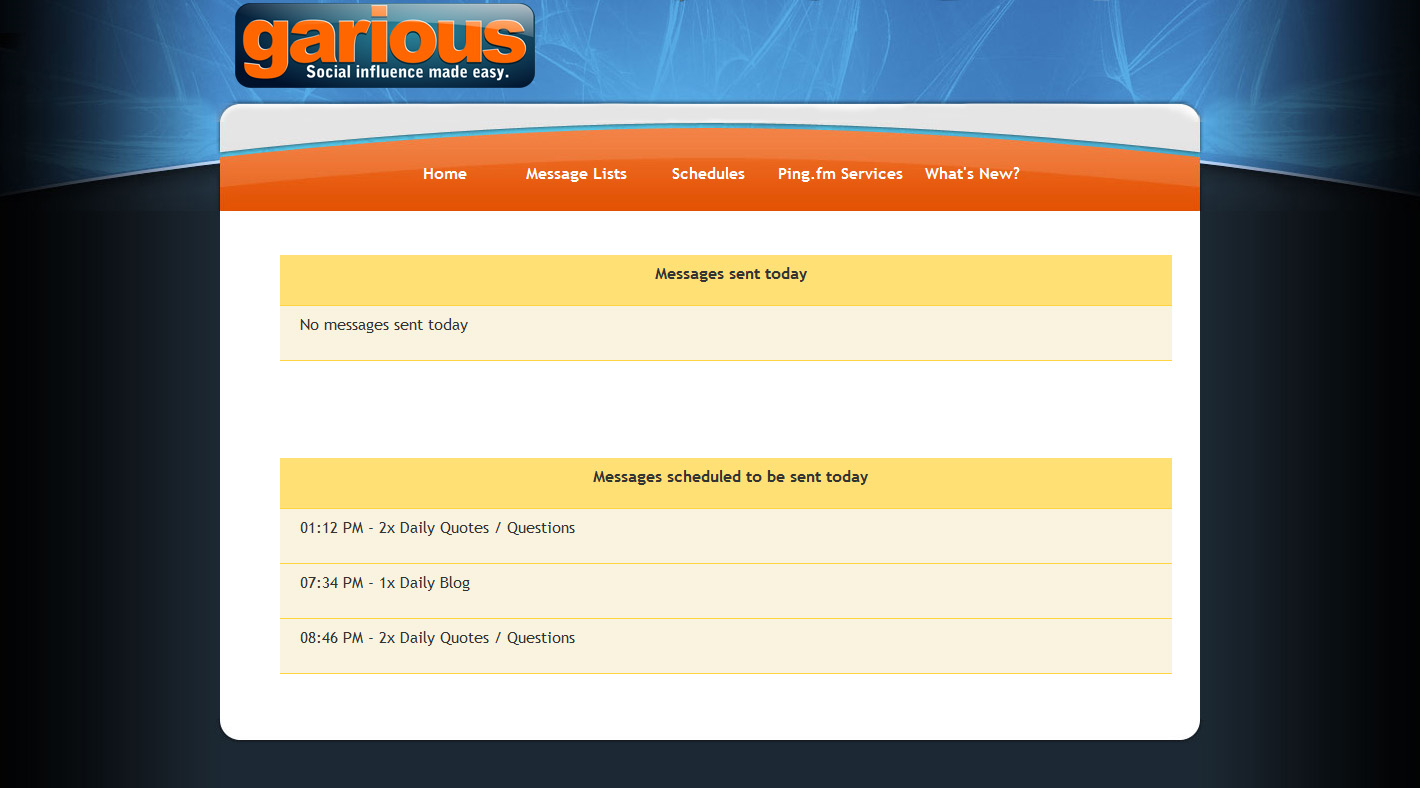 garious
Social influence made easy.
Home Message Lists Schedules Ping.fm Services What's New?
Messages sent today
No messages sent today
Messages scheduled to be sent today
01:12 PM - 2x Daily Quotes / Questions
07:34 PM - 1x Daily Blog
08:46 PM - 2x Daily Quotes / Questions